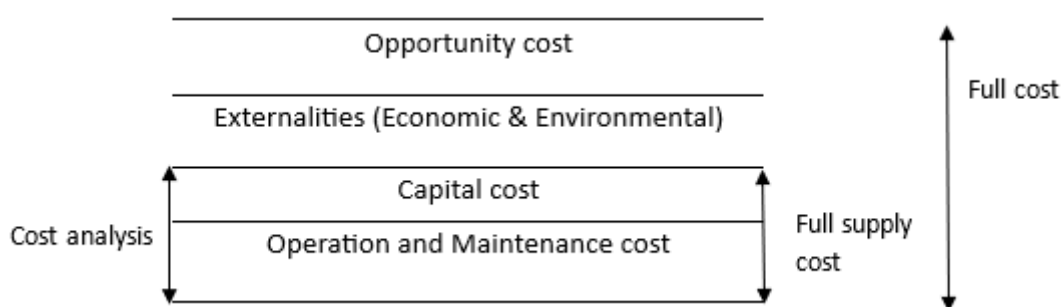 Opportunity cost
Full cost
Externalities (Economic & Environmental)
Capital cost
Cost analysis
Operation and Maintenance cost
Full supply
cost